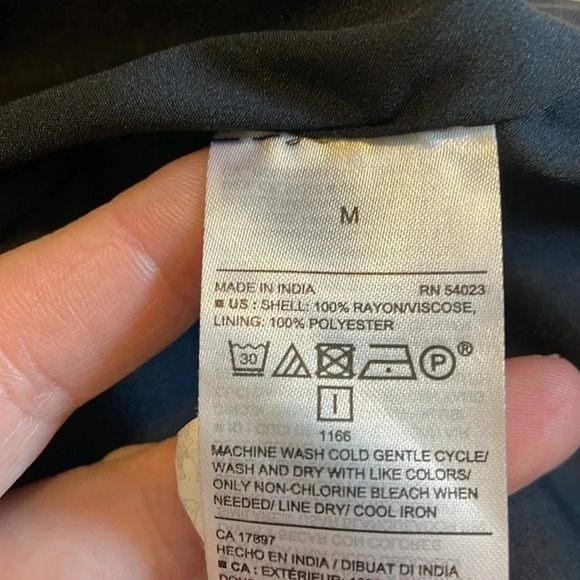 M
MADE IN INDIA RN 54023
US : SHELL: 100% RAYON/VISCOSE,
LINING: 100% POLYESTER
30 P ®
I
1166
MACHINE WASH COLD GENTLE CYCLE/
WASH AND DRY WITH LIKE COLORS/
ONLY NON-CHLORINE BLEACH WHEN
NEEDED/ LINE DRY/ COOL IRON
CA 17897
HECHO EN INDIA / DIBUAT DI INDIA
CA : EXTÉRIEUR: